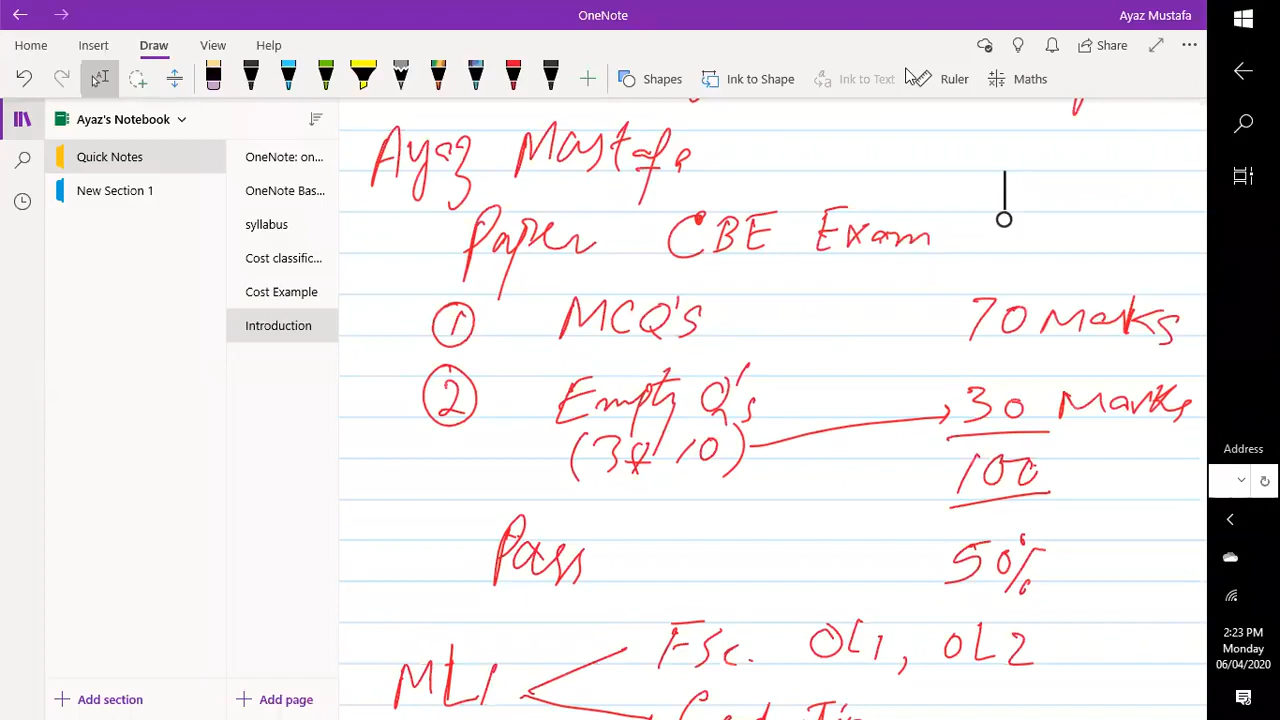 OneNote
Ayaz Mustafa
Home Insert Draw View Help
Share
Shapes Ink to Shape Ink to Text Ruler Maths
Ayaz's Notebook
Quick Notes
New Section 1
OneNote: on...
OneNote Bas...
syllabus
Cost classific...
Cost Example
Introduction
Add section
Add page
Ayaz Mustafa
Paper CBE Exam
① MCQ's 70 Marks
② Empty Q's 30 Marks
100
Pass 50%
FSc. OL1, OL2
Address
2:23 PM
Monday
06/04/2020